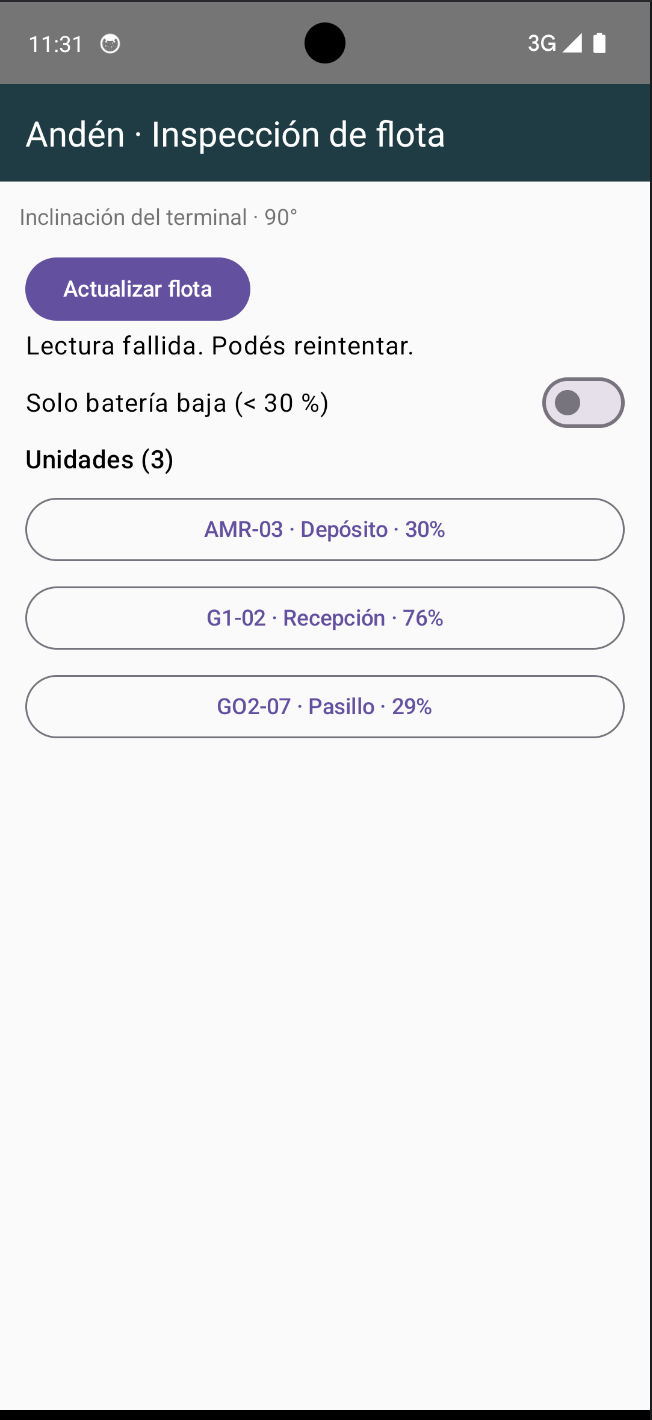 11:31 3G
Andén · Inspección de flota
Inclinación del terminal · 90°
Actualizar flota
Lectura fallida. Podés reintentar.
Solo batería baja (< 30 %)
Unidades (3)
AMR-03 · Depósito · 30%
G1-02 · Recepción · 76%
GO2-07 · Pasillo · 29%